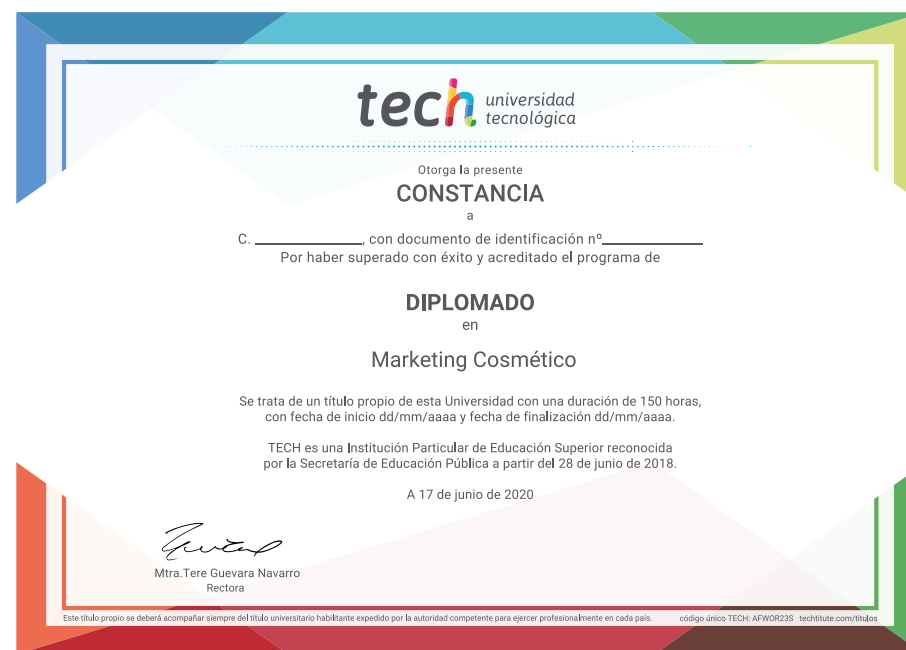 tech universidad
tecnológica
Otorga la presente
CONSTANCIA
a
C. ______________, con documento de identificación nº_____________
Por haber superado con éxito y acreditado el programa de
DIPLOMADO
en
Marketing Cosmético
Se trata de un título propio de esta Universidad con una duración de 150 horas,
con fecha de inicio dd/mm/aaaa y fecha de finalización dd/mm/aaaa.
TECH es una Institución Particular de Educación Superior reconocida
por la Secretaría de Educación Pública a partir del 28 de junio de 2018.
A 17 de junio de 2020
Mtra.Tere Guevara Navarro
Rectora
Este título propio se deberá acompañar siempre del título universitario habilitante expedido por la autoridad competente para ejercer profesionalmente en cada país. código único TECH: AFWOR23S techtitute.com/titulos